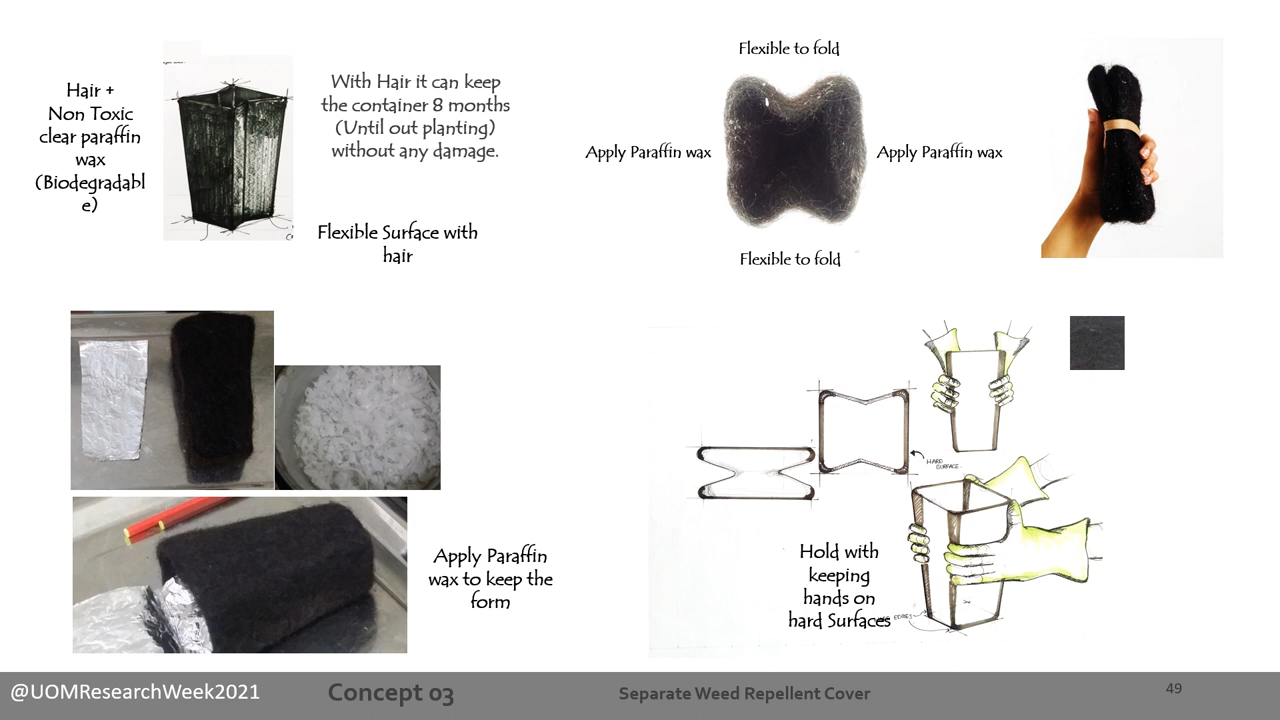 Hair +
Non Toxic
clear paraffin
wax
(Biodegradabl
e)
With Hair it can keep
the container 8 months
(Until out planting)
without any damage.
Flexible Surface with
hair
Flexible to fold
Apply Paraffin wax
Apply Paraffin wax
Flexible to fold
Apply Paraffin
wax to keep the
form
HARD
SURFACE.
Hold with
keeping
hands on
hard Surfaces
EDGES
@UOMResearchWeek2021
Concept 03
Separate Weed Repellent Cover
49